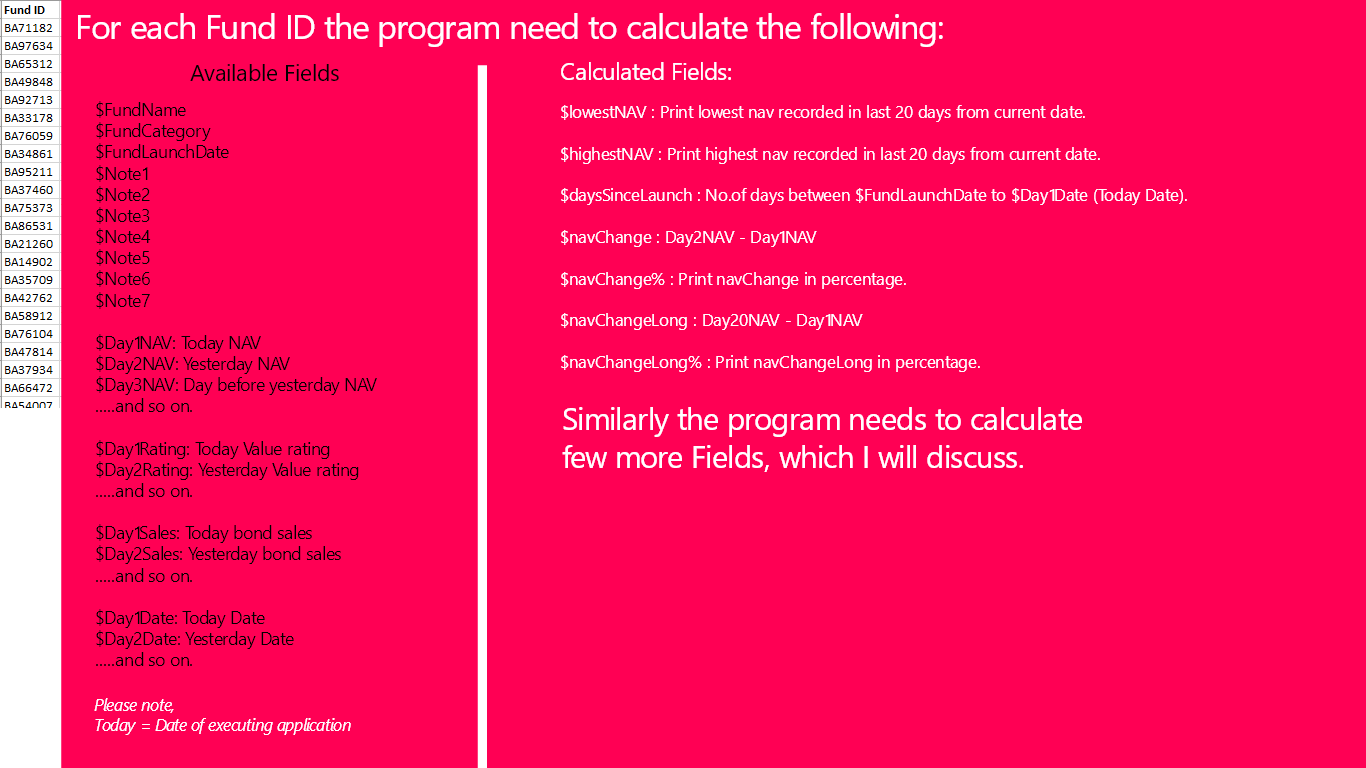 Fund ID
BA71182
BA97634
BA65312
BA49848
BA92713
BA33178
BA76059
BA34861
BA95211
BA37460
BA75373
BA86531
BA21260
BA14902
BA35709
BA42762
BA58912
BA76104
BA47814
BA37934
BA66472
BA54007
For each Fund ID the program need to calculate the following:
Available Fields
$FundName
$FundCategory
$FundLaunchDate
$Note1
$Note2
$Note3
$Note4
$Note5
$Note6
$Note7
$Day1NAV: Today NAV
$Day2NAV: Yesterday NAV
$Day3NAV: Day before yesterday NAV
.....and so on.
$Day1Rating: Today Value rating
$Day2Rating: Yesterday Value rating
.....and so on.
$Day1Sales: Today bond sales
$Day2Sales: Yesterday bond sales
.....and so on.
$Day1Date: Today Date
$Day2Date: Yesterday Date
.....and so on.
Please note,
Today = Date of executing application
Calculated Fields:
$lowestNAV : Print lowest nav recorded in last 20 days from current date.
$highestNAV : Print highest nav recorded in last 20 days from current date.
$daysSinceLaunch : No.of days between $FundLaunchDate to $Day1Date (Today Date).
$navChange : Day2NAV - Day1NAV
$navChange% : Print navChange in percentage.
$navChangeLong : Day20NAV - Day1NAV
$navChangeLong% : Print navChangeLong in percentage.
Similarly the program needs to calculate
few more Fields, which I will discuss.